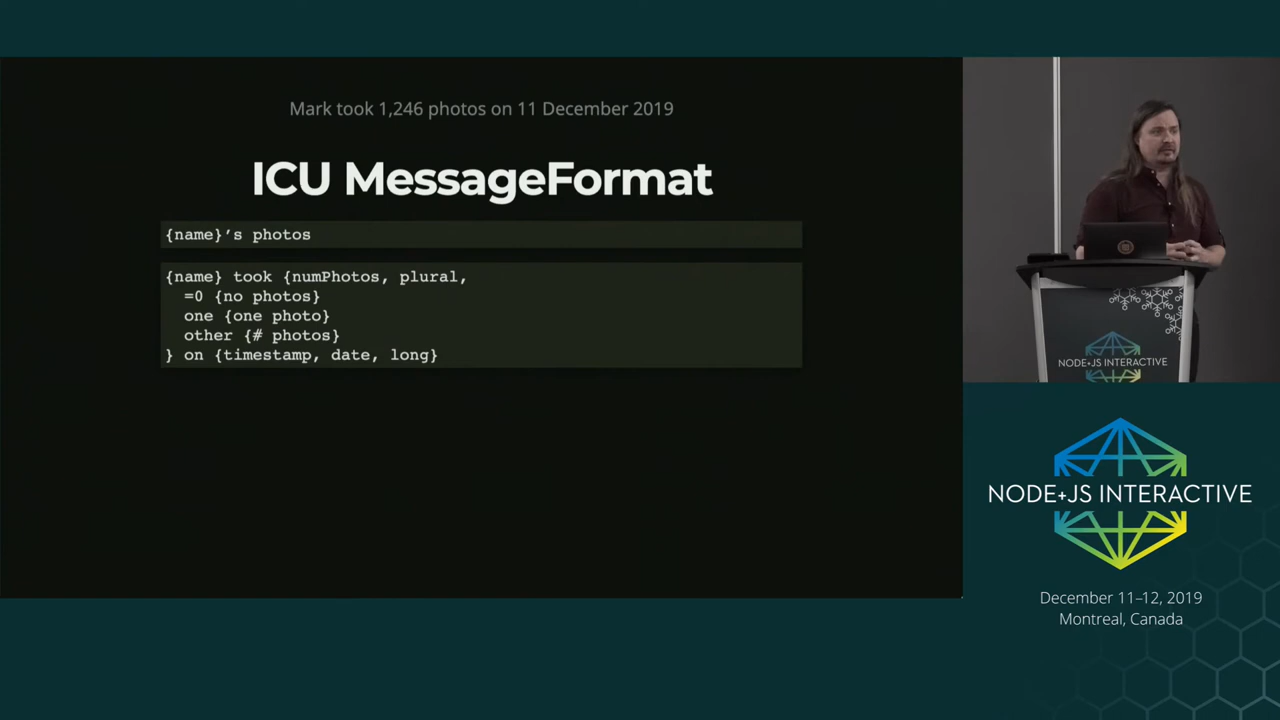 Mark took 1,246 photos on 11 December 2019
ICU MessageFormat
{name}’s photos
{name} took {numPhotos, plural,
  =0 {no photos}
  one {one photo}
  other {# photos}
} on {timestamp, date, long}
NODE+JS INTERACTIVE
NODE+JS INTERACTIVE
December 11–12, 2019
Montreal, Canada